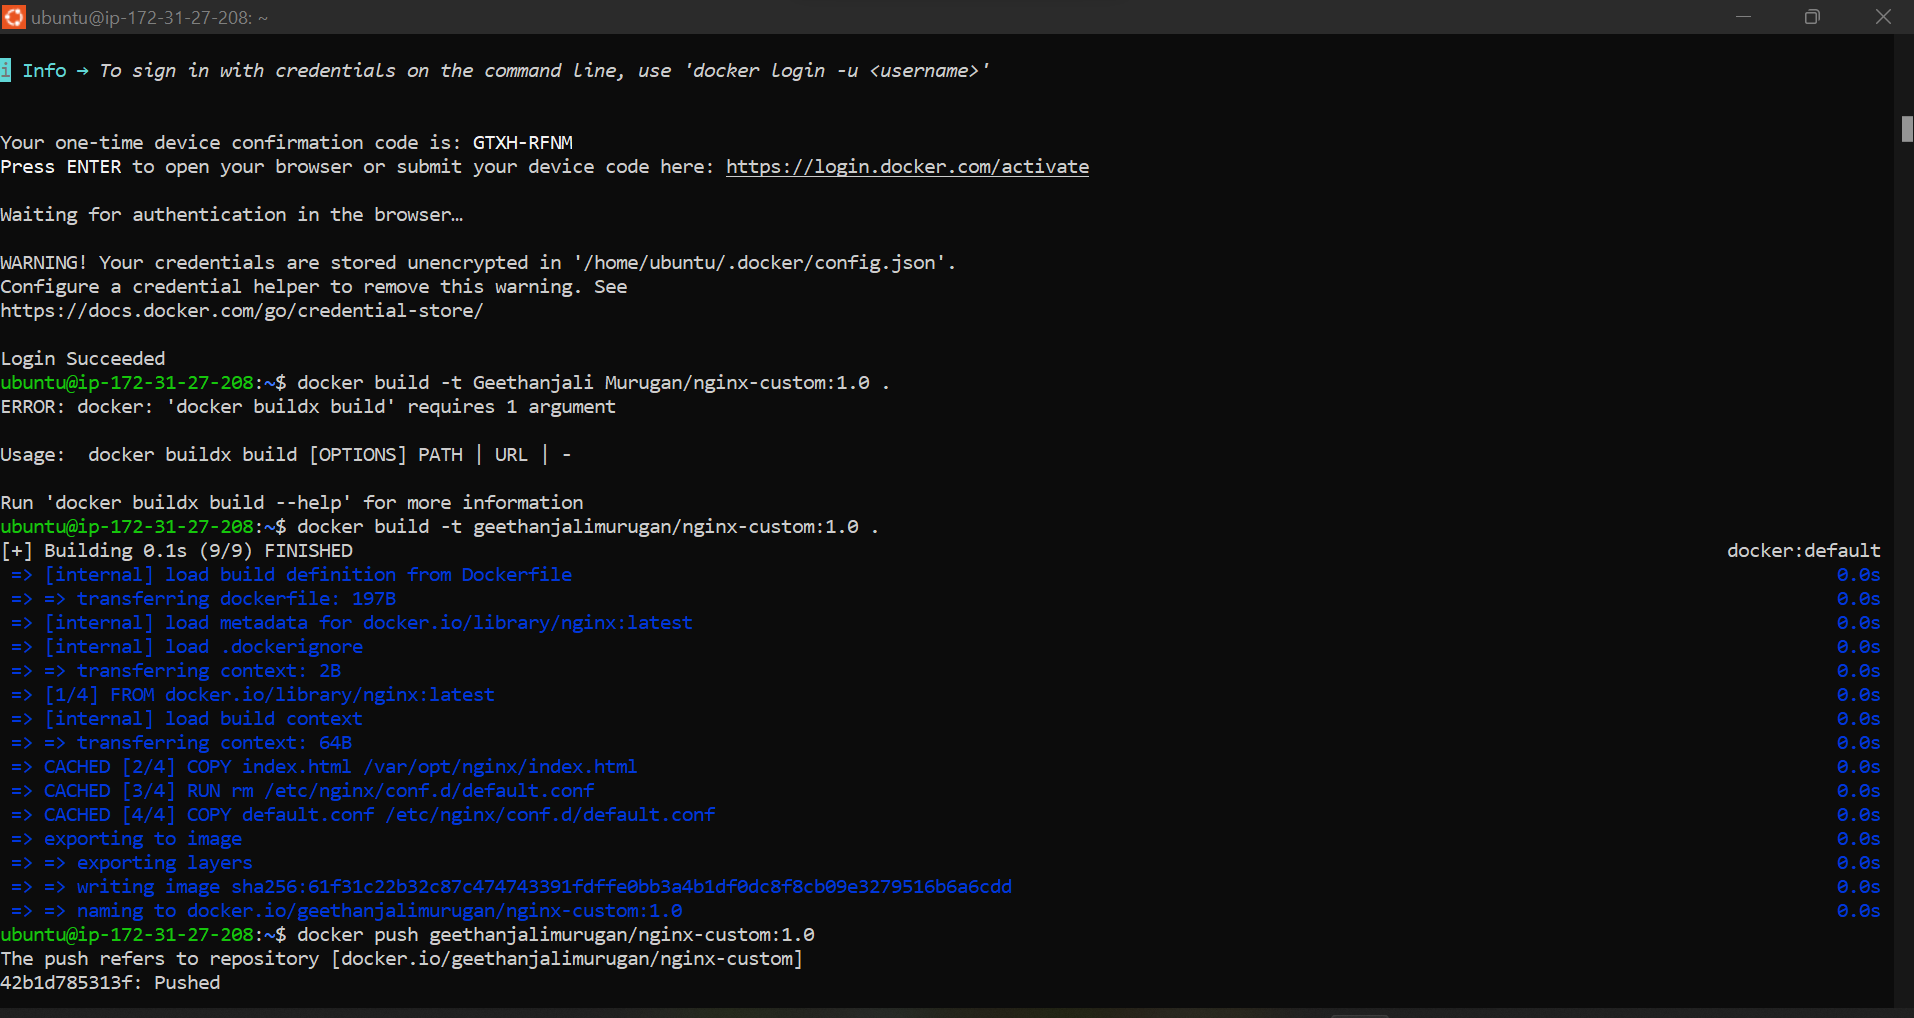 ubuntu@ip-172-31-27-208: ~
i Info → To sign in with credentials on the command line, use 'docker login -u <username>'
Your one-time device confirmation code is: GTXH-RFNM
Press ENTER to open your browser or submit your device code here: https://login.docker.com/activate
Waiting for authentication in the browser…
WARNING! Your credentials are stored unencrypted in '/home/ubuntu/.docker/config.json'.
Configure a credential helper to remove this warning. See
https://docs.docker.com/go/credential-store/
Login Succeeded
ubuntu@ip-172-31-27-208:~$ docker build -t Geethanjali Murugan/nginx-custom:1.0 .
ERROR: docker: 'docker buildx build' requires 1 argument
Usage:  docker buildx build [OPTIONS] PATH | URL | -
Run 'docker buildx build --help' for more information
ubuntu@ip-172-31-27-208:~$ docker build -t geethanjalimurugan/nginx-custom:1.0 .
[+] Building 0.1s (9/9) FINISHED docker:default
=> [internal] load build definition from Dockerfile 0.0s
=> => transferring dockerfile: 197B 0.0s
=> [internal] load metadata for docker.io/library/nginx:latest 0.0s
=> [internal] load .dockerignore 0.0s
=> => transferring context: 2B 0.0s
=> [1/4] FROM docker.io/library/nginx:latest 0.0s
=> [internal] load build context 0.0s
=> => transferring context: 64B 0.0s
=> CACHED [2/4] COPY index.html /var/opt/nginx/index.html 0.0s
=> CACHED [3/4] RUN rm /etc/nginx/conf.d/default.conf 0.0s
=> CACHED [4/4] COPY default.conf /etc/nginx/conf.d/default.conf 0.0s
=> exporting to image 0.0s
=> => exporting layers 0.0s
=> => writing image sha256:61f31c22b32c87c474743391fdffe0bb3a4b1df0dc8f8cb09e3279516b6a6cdd 0.0s
=> => naming to docker.io/geethanjalimurugan/nginx-custom:1.0 0.0s
ubuntu@ip-172-31-27-208:~$ docker push geethanjalimurugan/nginx-custom:1.0
The push refers to repository [docker.io/geethanjalimurugan/nginx-custom]
42b1d785313f: Pushed